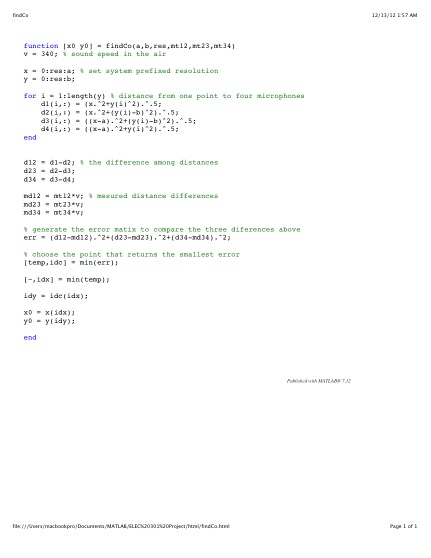 findCo 12/13/12 1:57 AM
function [x0 y0] = findCo(a,b,res,mt12,mt23,mt34)
v = 340; % sound speed in the air
x = 0:res:a; % set system prefixed resolution
y = 0:res:b;
for i = 1:length(y) % distance from one point to four microphones
d1(i,:) = (x.^2+y(i)^2).^.5;
d2(i,:) = (x.^2+(y(i)-b)^2).^.5;
d3(i,:) = ((x-a).^2+(y(i)-b)^2).^.5;
d4(i,:) = ((x-a).^2+y(i)^2).^.5;
end
d12 = d1-d2; % the difference among distances
d23 = d2-d3;
d34 = d3-d4;
md12 = mt12*v; % mesured distance differences
md23 = mt23*v;
md34 = mt34*v;
% generate the error matix to compare the three diferences above
err = (d12-md12).^2+(d23-md23).^2+(d34-md34).^2;
% choose the point that returns the smallest error
[temp,idc] = min(err);
[~,idx] = min(temp);
idy = idc(idx);
x0 = x(idx);
y0 = y(idy);
end
Published with MATLAB® 7.12
file:///Users/macbookpro/Documents/MATLAB/ELEC%20301%20Project/html/findCo.html Page 1 of 1